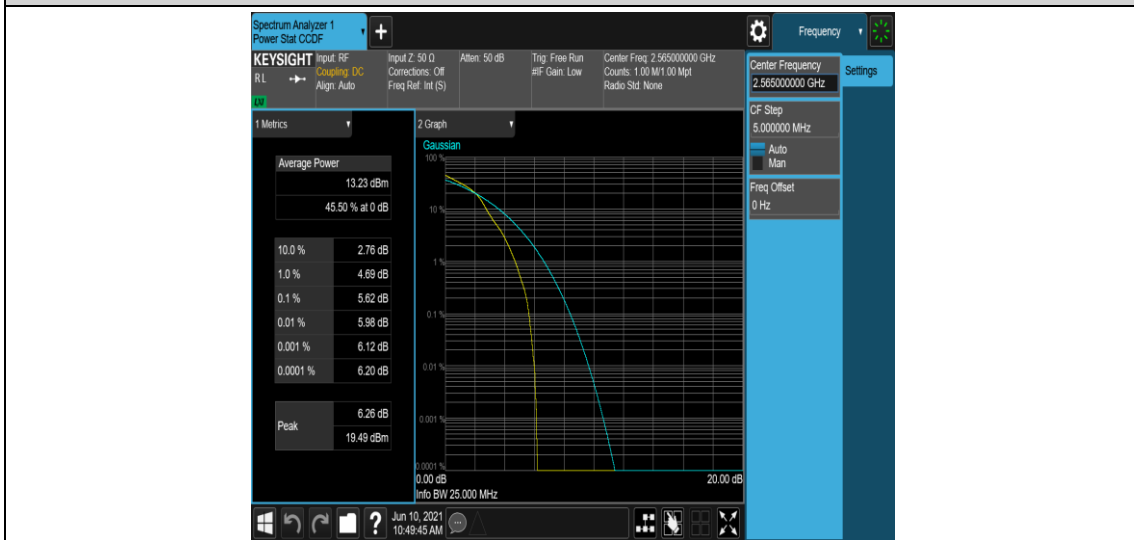 Spectrum Analyzer 1
Power Stat CCDF
+
Frequency
KEYSIGHT
RL
LXI
Input: RF
Coupling: DC
Align: Auto
Input Z: 50 Ω
Corrections: Off
Freq Ref: Int (S)
Atten: 50 dB
Trig: Free Run
#IF Gain: Low
Center Freq: 2.565000000 GHz
Counts: 1.00 M/1.00 Mpt
Radio Std: None
Center Frequency
2.565000000 GHz
Settings
CF Step
5.000000 MHz
Auto
Man
Freq Offset
0 Hz
1 Metrics
Average Power
13.23 dBm
45.50 % at 0 dB
10.0 % 2.76 dB
1.0 % 4.69 dB
0.1 % 5.62 dB
0.01 % 5.98 dB
0.001 % 6.12 dB
0.0001 % 6.20 dB
Peak 6.26 dB
19.49 dBm
2 Graph
Gaussian
100 %
10 %
1 %
0.1 %
0.01 %
0.001 %
0.0001 %
0.00 dB 20.00 dB
Info BW 25.000 MHz
?
Jun 10, 2021
10:49:45 AM